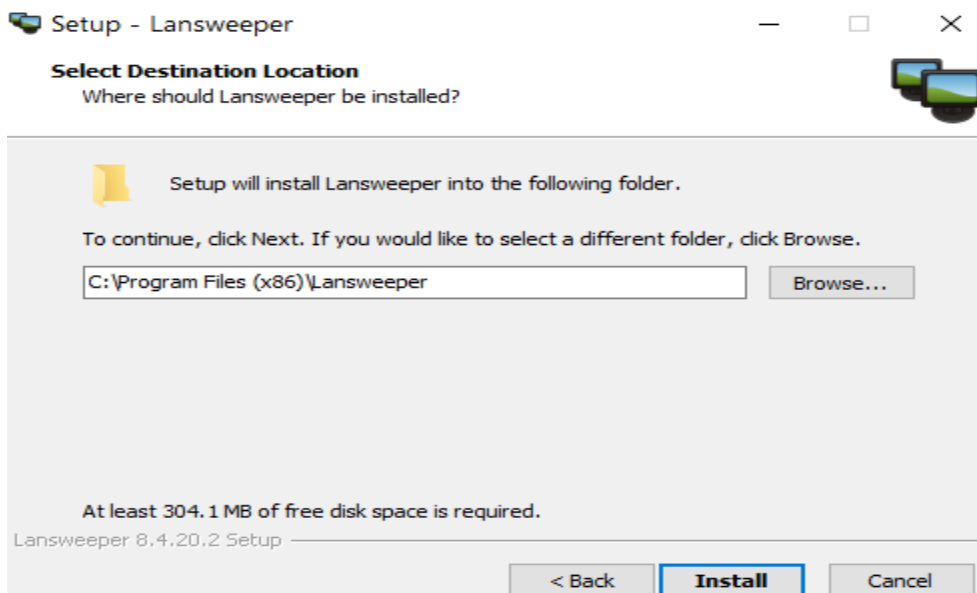 Setup - Lansweeper
Select Destination Location
Where should Lansweeper be installed?
Setup will install Lansweeper into the following folder.
To continue, click Next. If you would like to select a different folder, click Browse.
C:\Program Files (x86)\Lansweeper
Browse...
At least 304.1 MB of free disk space is required.
Lansweeper 8.4.20.2 Setup
< Back
Install
Cancel